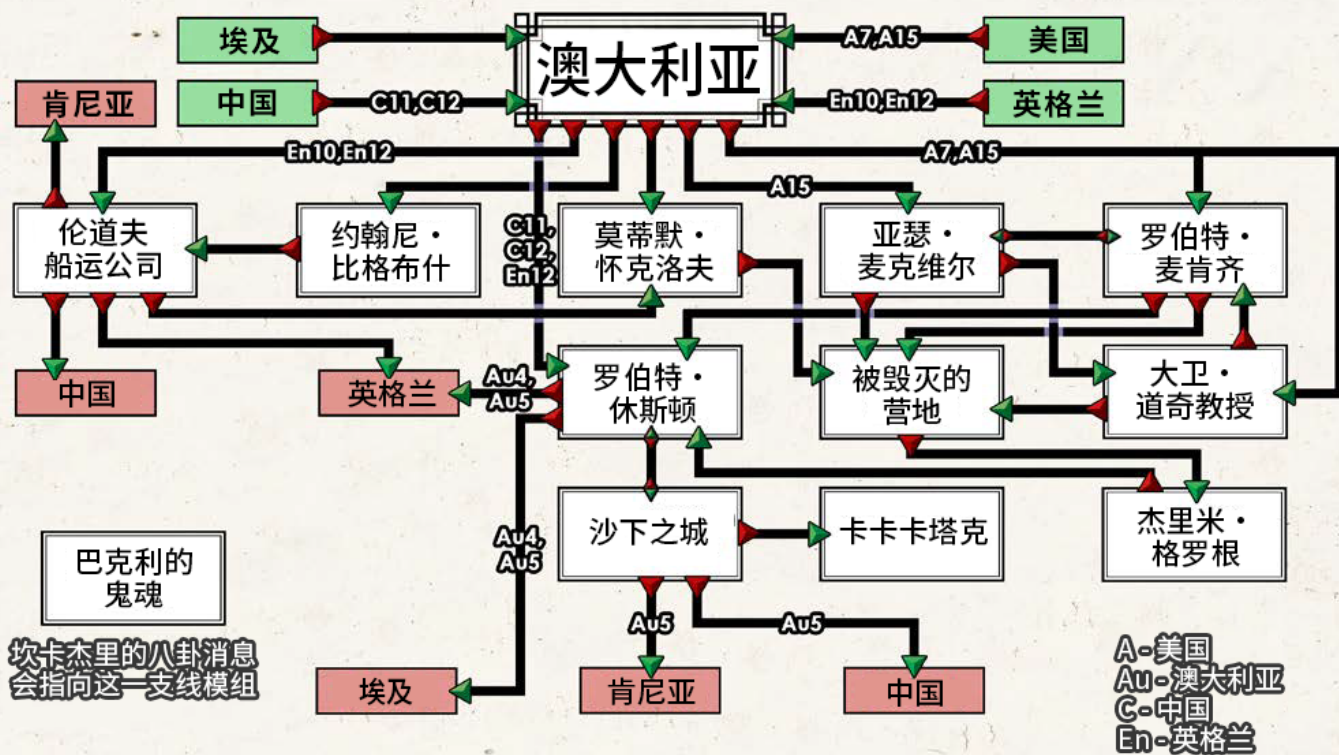 埃及
澳大利亚
A7,A15
美国
肯尼亚
中国
C11,C12
En10,En12
英格兰
En10,En12
A7,A15
A15
伦道夫
船运公司
约翰尼·
比格布什
C11,
C12,
En12
莫蒂默·
怀克洛夫
亚瑟·
麦克维尔
罗伯特·
麦肯齐
中国
英格兰
Au4,
Au5
罗伯特·
休斯顿
被毁灭的
营地
大卫·
道奇教授
巴克利的
鬼魂
坎卡杰里的八卦消息
会指向这一支线模组
Au4,
Au5
沙下之城
卡卡卡塔克
杰里米·
格罗根
Au5
Au5
埃及
肯尼亚
中国
A-美国
Au-澳大利亚
C-中国
En-英格兰